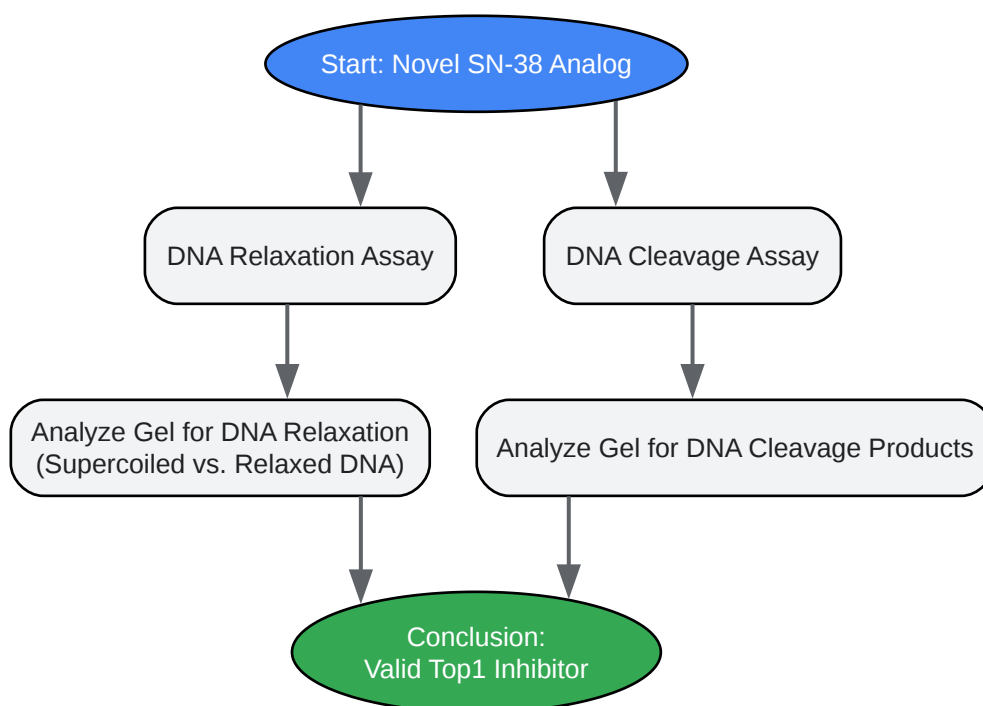 Start: Novel SN-38 Analog
DNA Relaxation Assay
DNA Cleavage Assay
Analyze Gel for DNA Relaxation
(Supercoiled vs. Relaxed DNA)
Analyze Gel for DNA Cleavage Products
Conclusion:
Valid Top1 Inhibitor